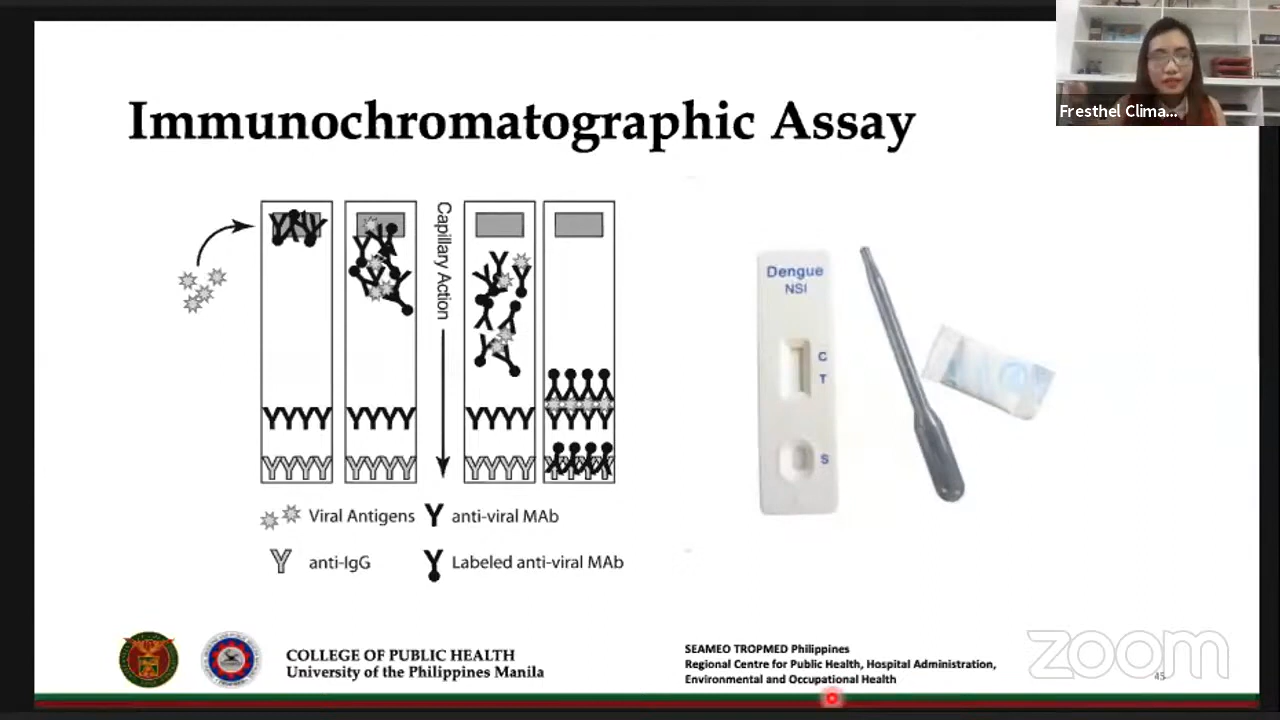 Fresthel Clima...
Immunochromatographic Assay
Capillary Action
Dengue
NSI
C
T
S
Viral Antigens
anti-viral MAb
anti-IgG
Labeled anti-viral MAb
COLLEGE OF PUBLIC HEALTH
University of the Philippines Manila
SEAMEO TROPMED Philippines
Regional Centre for Public Health, Hospital Administration,
Environmental and Occupational Health
zoom
45